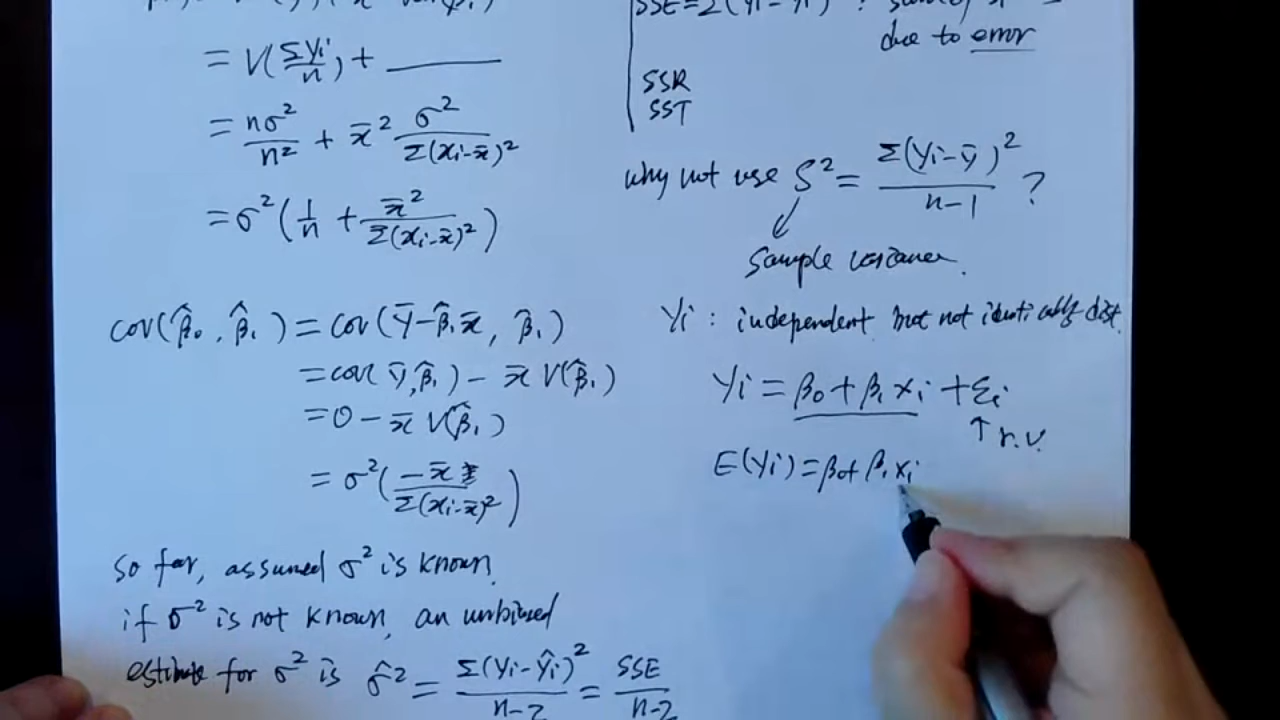 = V(Σyi/n) + ______
= nσ²/n² + x̄² σ²/Σ(xi-x̄)²
= σ²(1/n + x̄²/Σ(xi-x̄)²)
cov(β̂₀, β̂₁) = cov(ȳ-β̂₁x̄, β̂₁)
= cov(ȳ,β̂₁) - x̄ V(β̂₁)
= 0 - x̄ V(β̂₁)
= σ²(-x̄/Σ(xi-x̄)²)
so far, assumed σ² is known.
if σ² is not known, an unbiased
estimate for σ² is σ̂² = Σ(yi-ŷi)²/n-2 = SSE/n-2
SSE = Σ(yi-ŷi)²
due to error
SSR
SST
why not use S² = Σ(yi-ȳ)²/n-1 ?
sample variance.
Yi : independent but not identically dist.
Yi = β₀ + β₁xi + εi
↑ r.v.
E(Yi) = β₀ + β₁xi